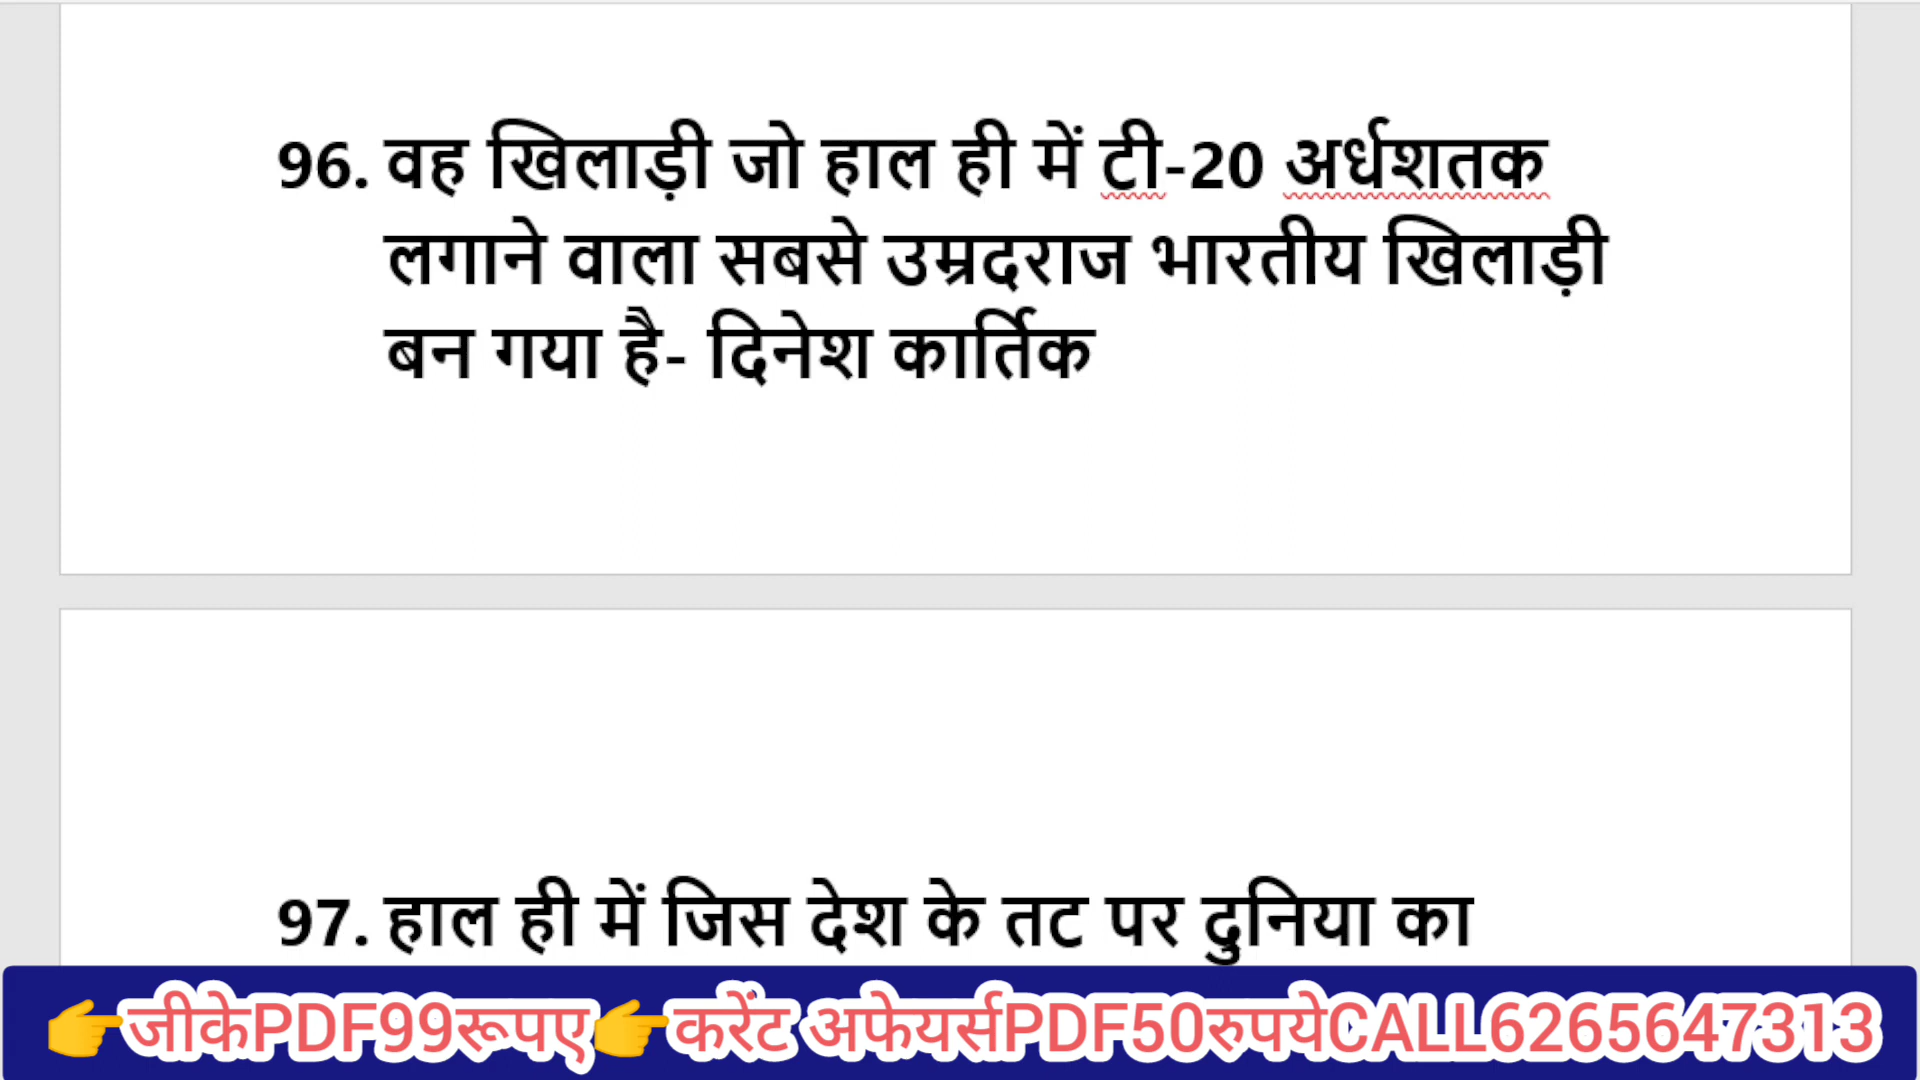 96. वह खिलाड़ी जो हाल ही में टी-20 अर्धशतक
लगाने वाला सबसे उम्रदराज भारतीय खिलाड़ी
बन गया है- दिनेश कार्तिक
97. हाल ही में जिस देश के तट पर दुनिया का
👉जीकेPDF99रूपए👉करेंट अफेयर्सPDF50रुपयेCALL6265647313